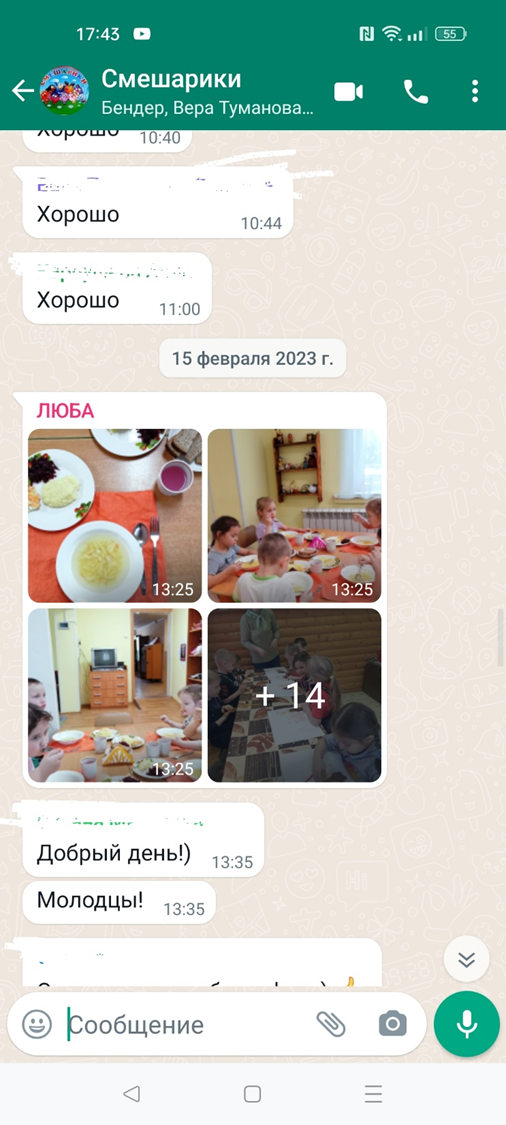 17:43
55
Смешарики
Бендер, Вера Туманова...
Хорошо
10:40
Хорошо
10:44
Хорошо
11:00
15 февраля 2023 г.
ЛЮБА
13:25
13:25
13:25
+ 14
Добрый день!)
13:35
Молодцы!
13:35
Сообщение